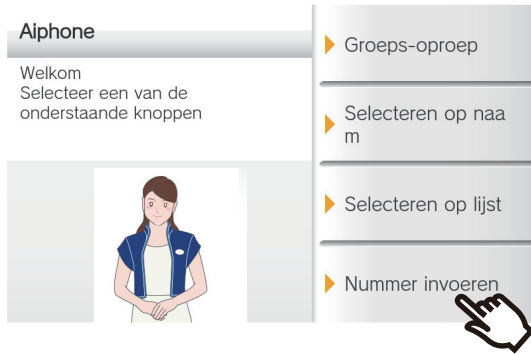 Aiphone
Welkom
Selecteer een van de
onderstaande knoppen
Groeps-oproep
Selecteren op naa
m
Selecteren op lijst
Nummer invoeren